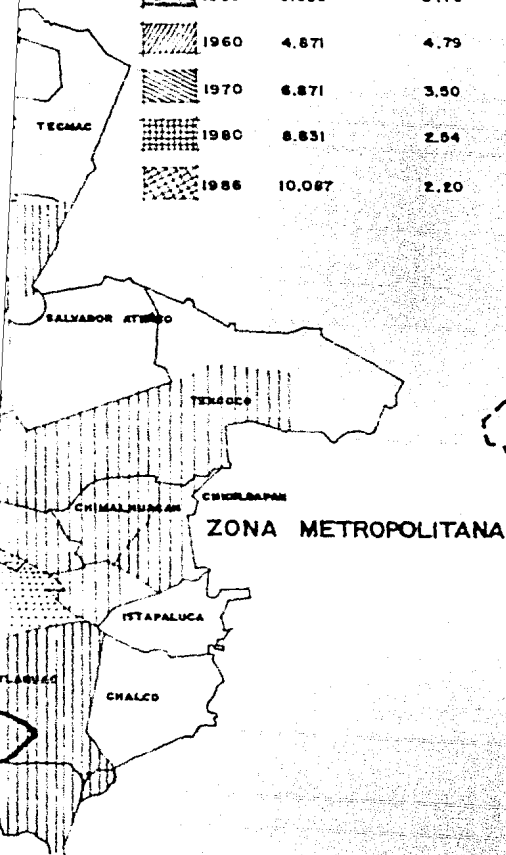 1960 4.871 4.79
TECMAC
1970 6.871 3.50
1980 8.831 2.54
1986 10.087 2.20
SALVADOR ATENCO
TEXCOCO
CHIMALHUACAN CHICOLOAPAN
ZONA METROPOLITANA
ISTAPALUCA
TLAHUAC
CHALCO